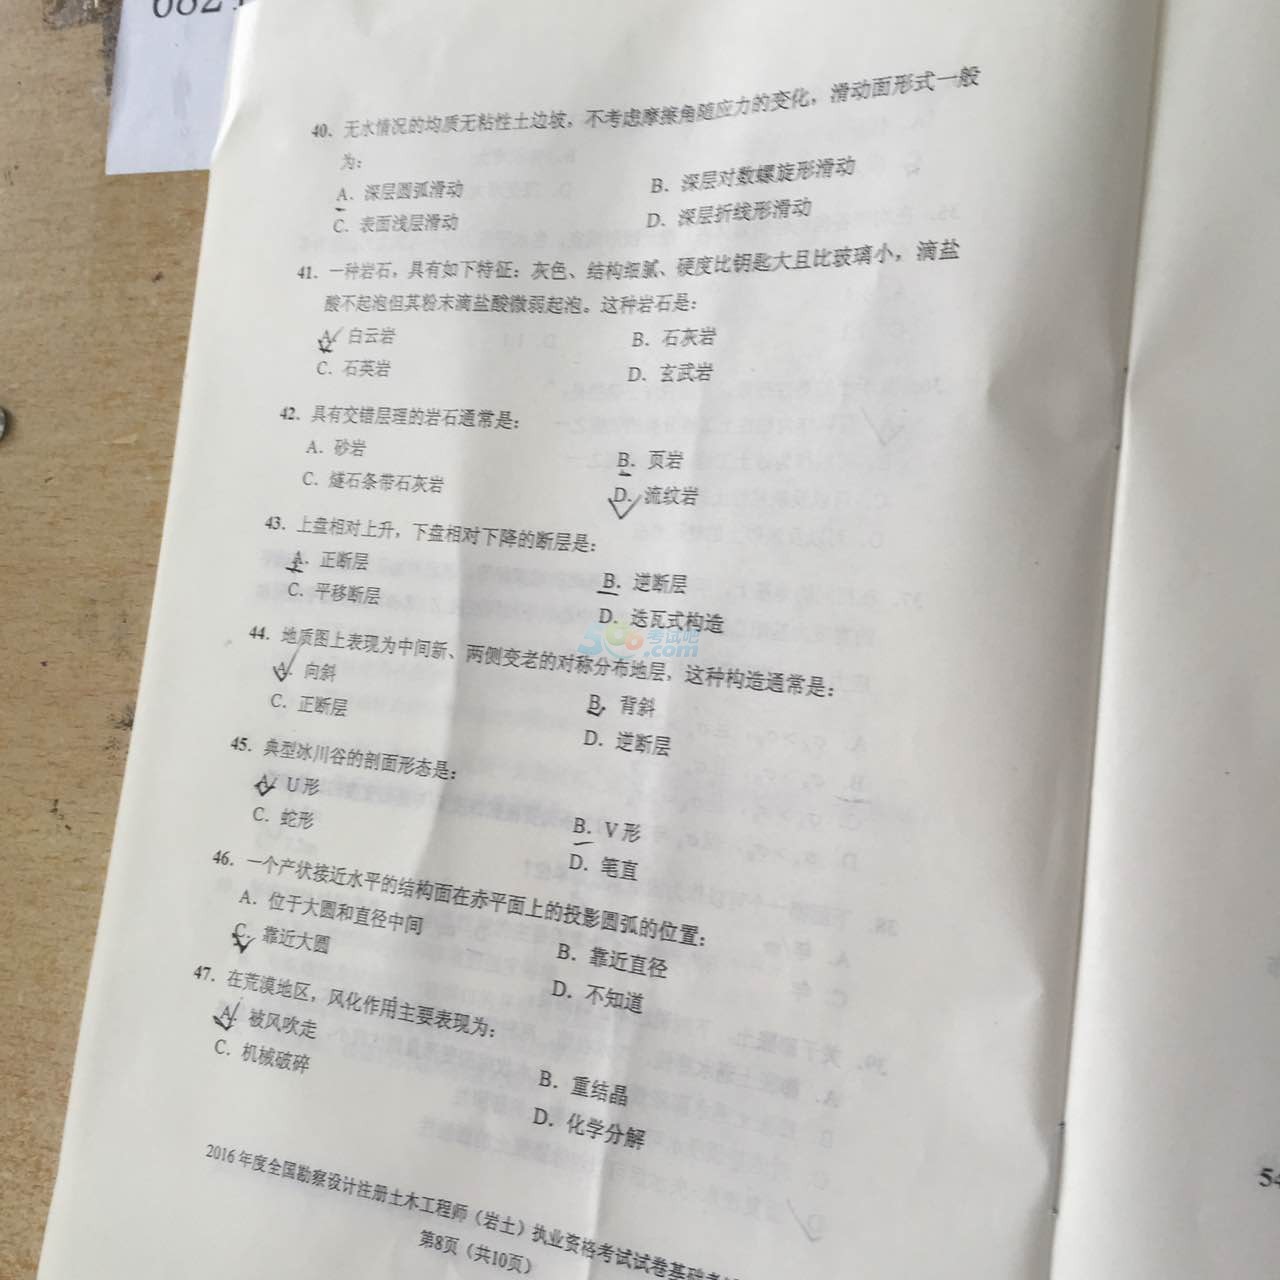 40．无水情况的均质无粘性土边坡，不考虑摩擦角随应力的变化，滑动面形式一般
为：
A．深层圆弧滑动 B．深层对数螺旋形滑动
C．表面浅层滑动 D．深层折线形滑动
41．一种岩石，具有如下特征：灰色、结构细腻、硬度比钥匙大且比玻璃小，滴盐
酸不起泡但其粉末滴盐酸微弱起泡。这种岩石是：
A．白云岩 B．石灰岩
C．石英岩 D．玄武岩
42．具有交错层理的岩石通常是：
A．砂岩 B．页岩
C．燧石条带石灰岩 D．流纹岩
43．上盘相对上升，下盘相对下降的断层是：
A．正断层 B．逆断层
C．平移断层 D．迭瓦式构造
44．地质图上表现为中间新、两侧变老的对称分布地层，这种构造通常是：
A．向斜 B．背斜
C．正断层 D．逆断层
45．典型冰川谷的剖面形态是：
A．U形 B．V形
C．蛇形 D．笔直
46．一个产状接近水平的结构面在赤平面上的投影圆弧的位置：
A．位于大圆和直径中间 B．靠近直径
C．靠近大圆 D．不知道
47．在荒漠地区，风化作用主要表现为：
A．被风吹走 B．重结晶
C．机械破碎 D．化学分解
2016年度全国勘察设计注册土木工程师（岩土）执业资格考试试卷基础考试
第8页（共10页）
考试吧
.com
54